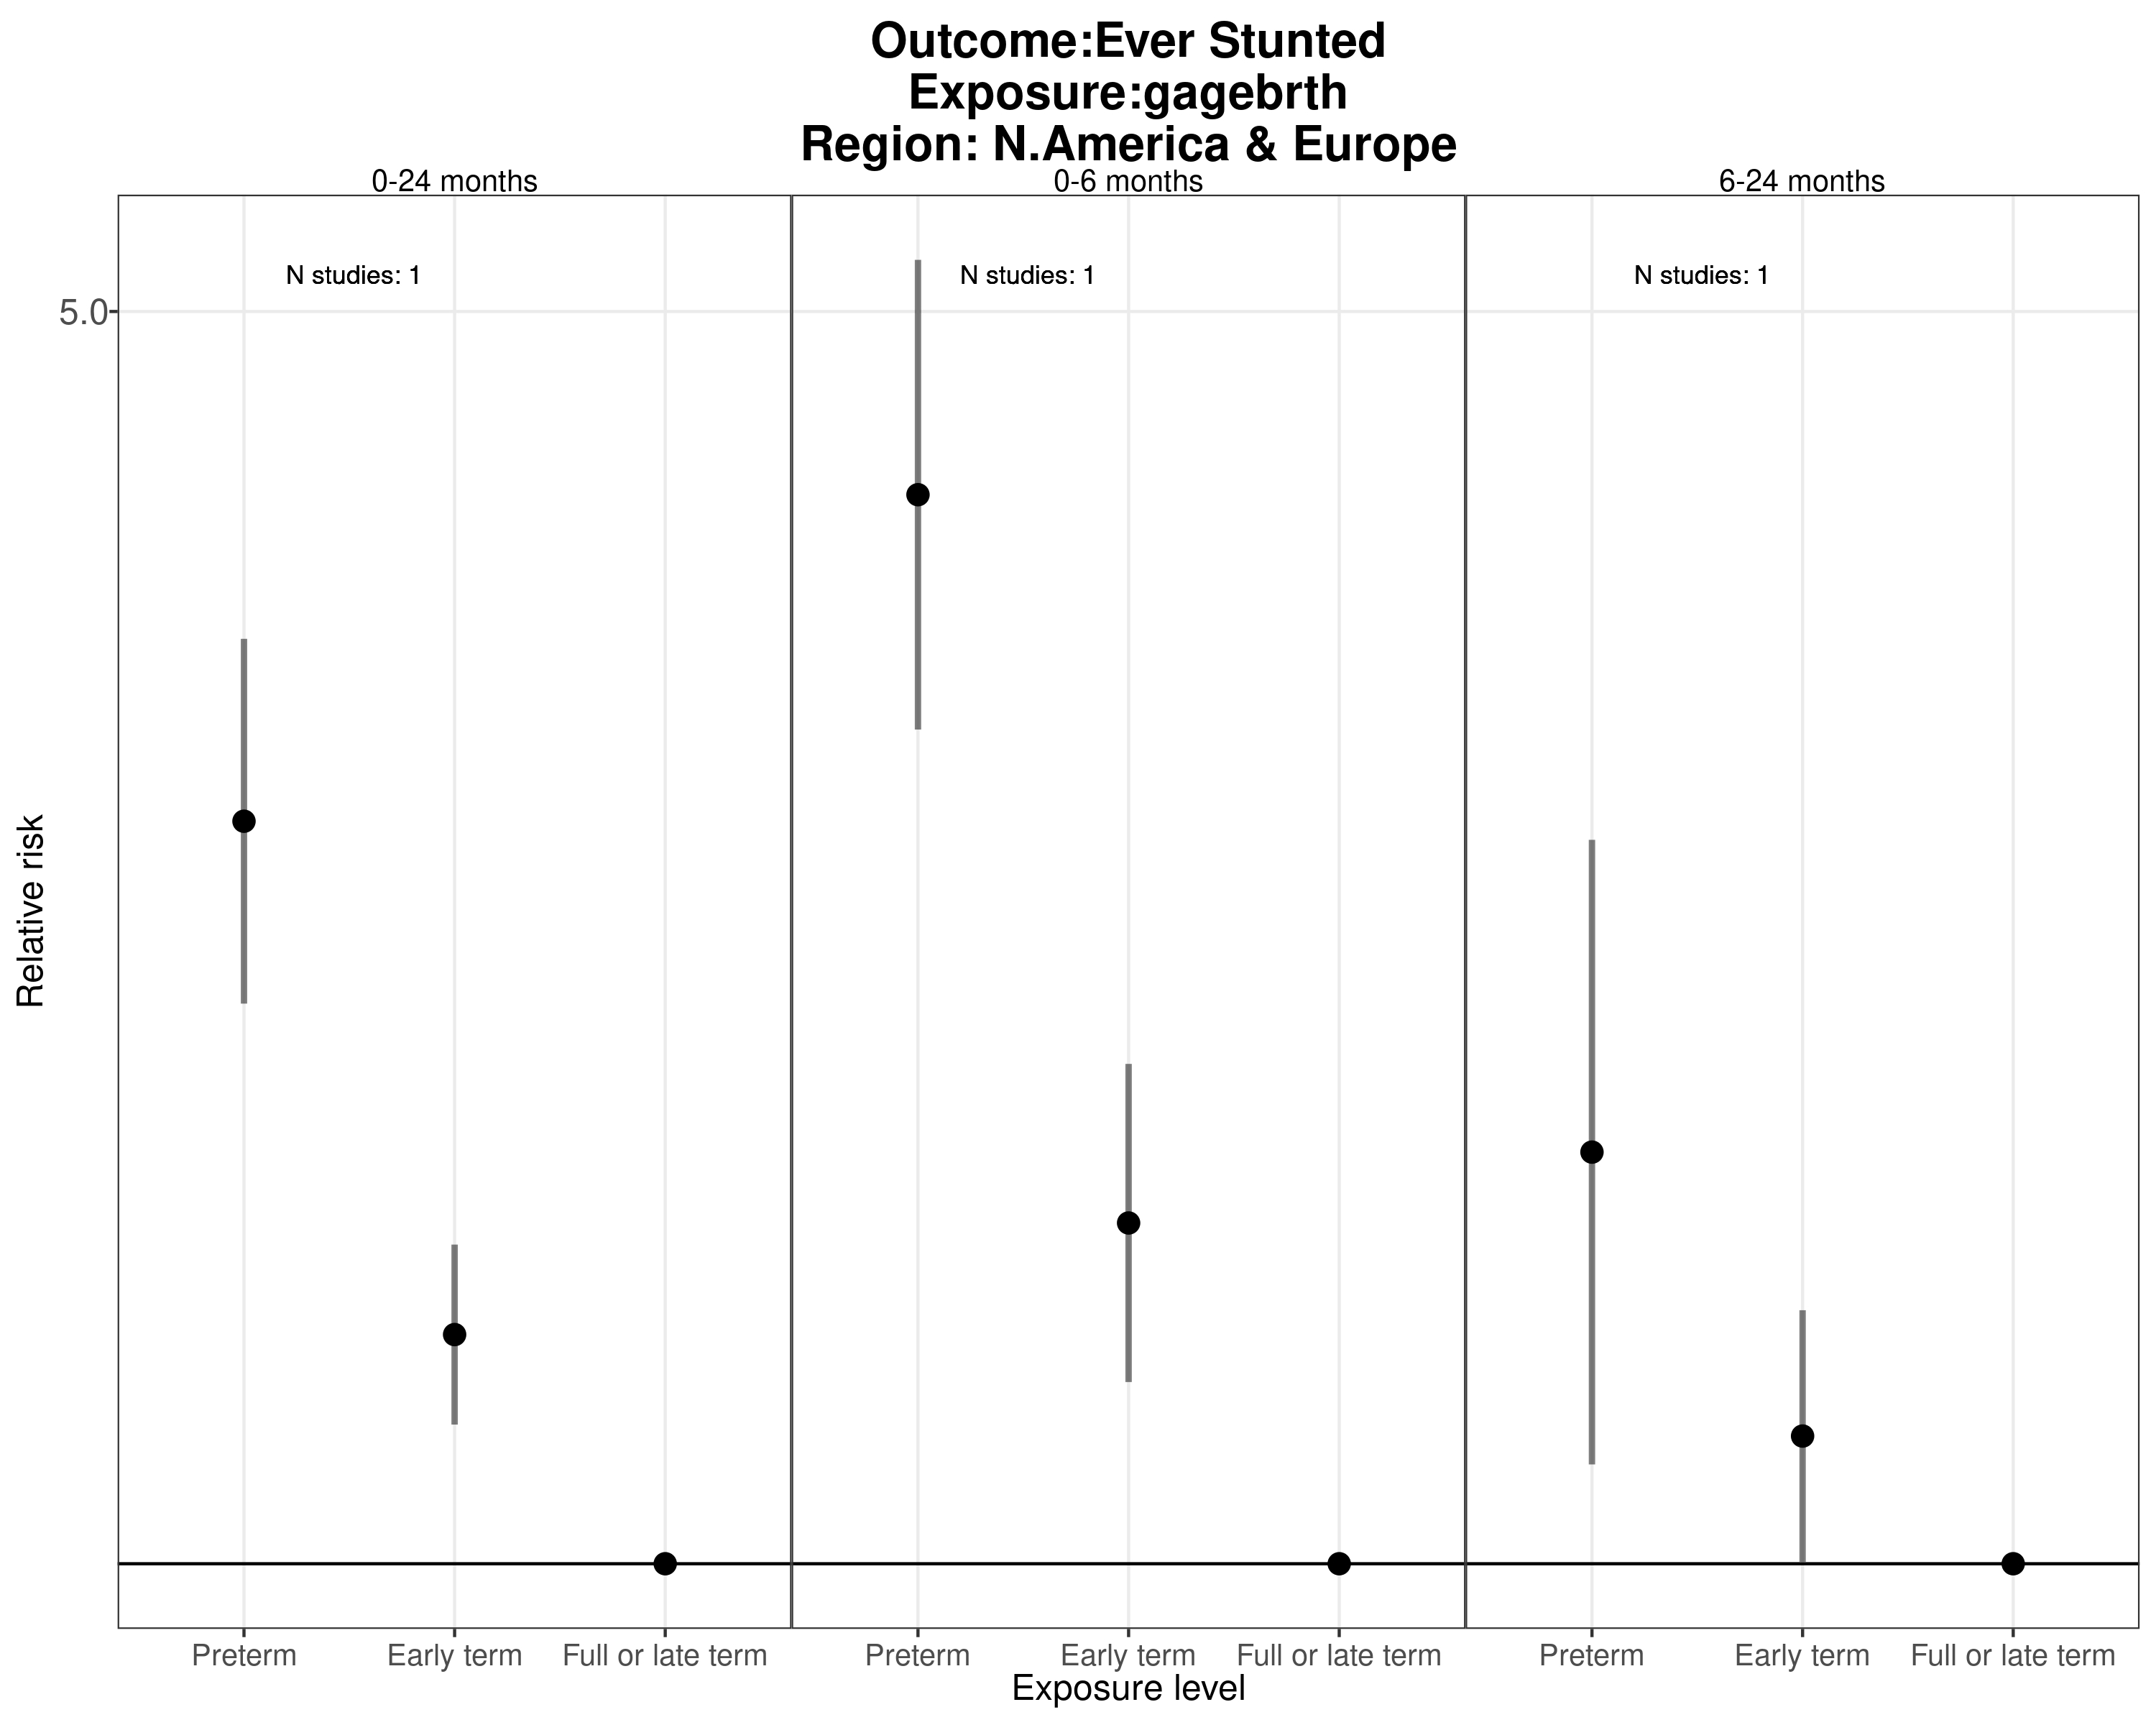 Outcome:Ever Stunted
Exposure:gagebrth
Region: N.America & Europe
0-24 months
0-6 months
6-24 months
N studies: 1
N studies: 1
N studies: 1
5.0
Relative risk
Preterm
Early term
Full or late term
Preterm
Early term
Full or late term
Preterm
Early term
Full or late term
Exposure level